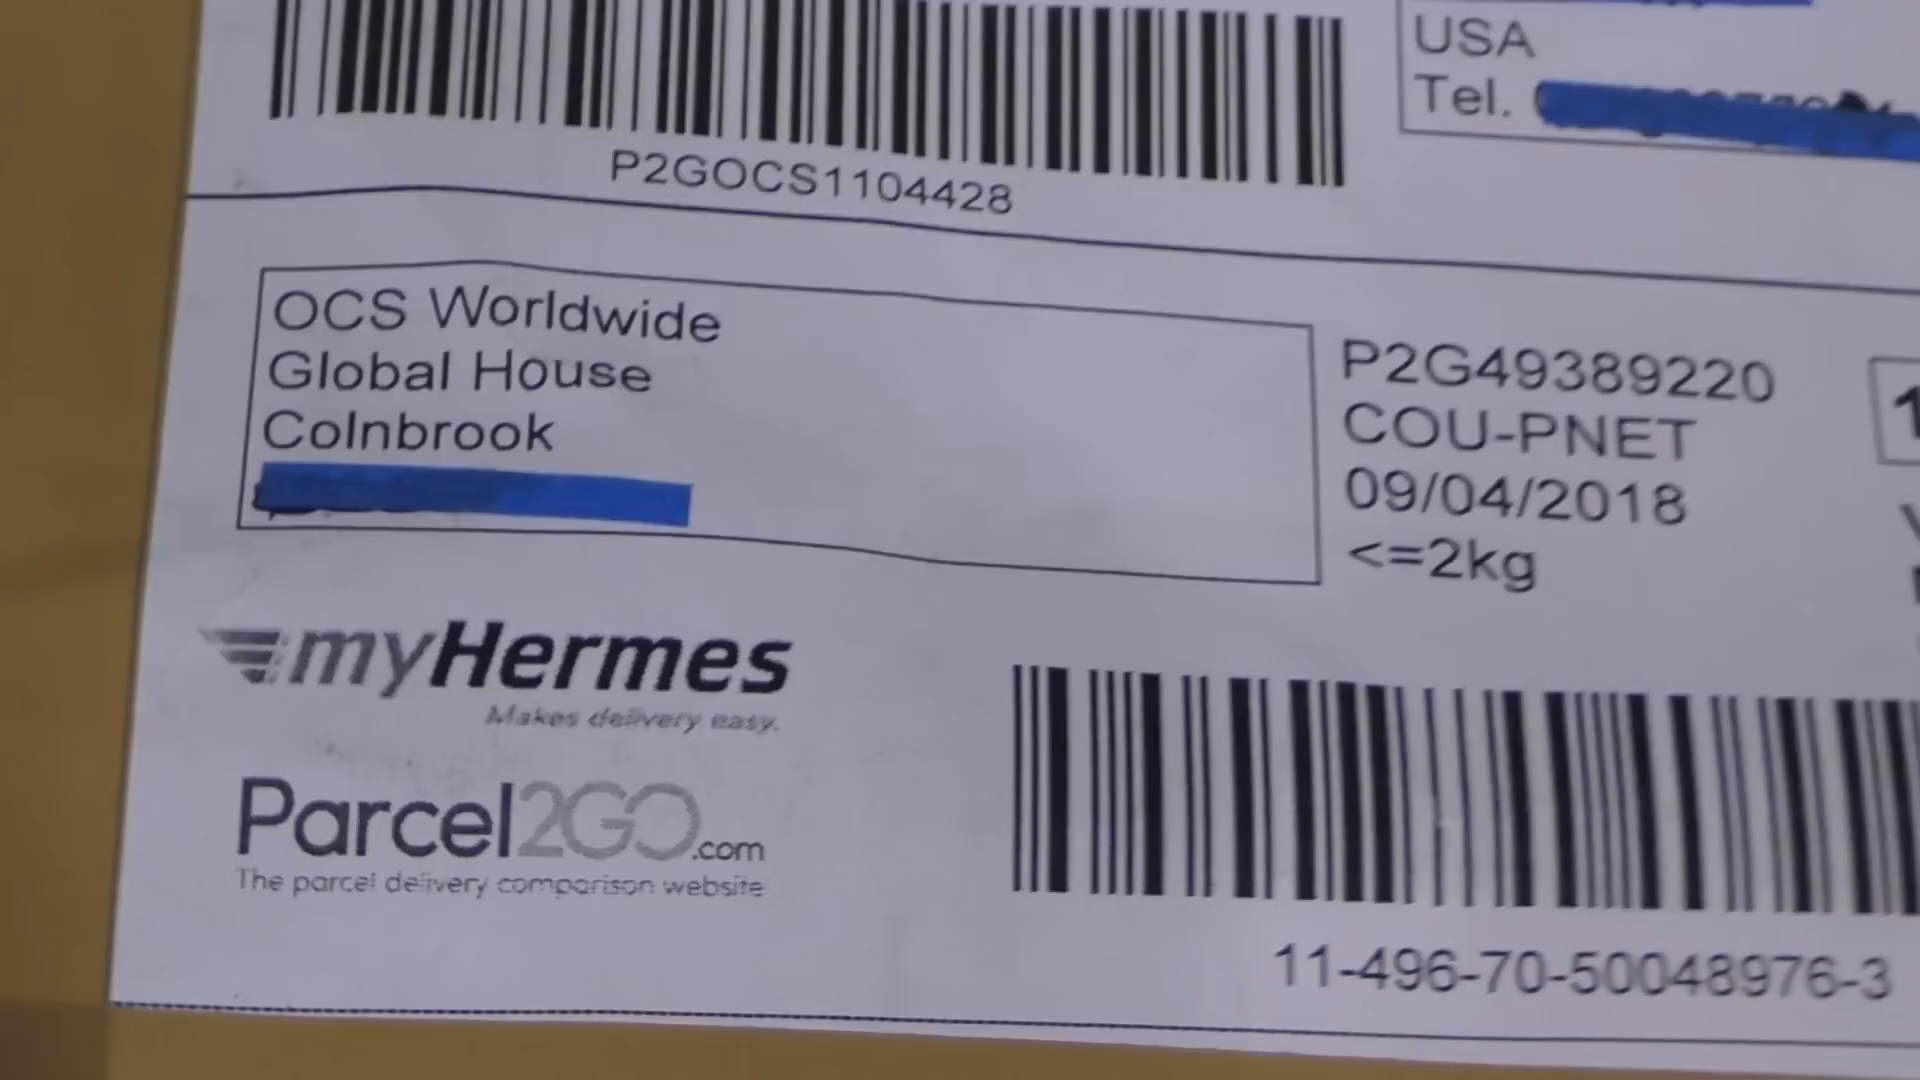 USA
Tel.
P2GOCS1104428
OCS Worldwide
Global House
Colnbrook
P2G49389220
COU-PNET
09/04/2018
<=2kg
1
myHermes
Makes delivery easy.
Parcel2GO.com
The parcel delivery comparison website
11-496-70-50048976-3